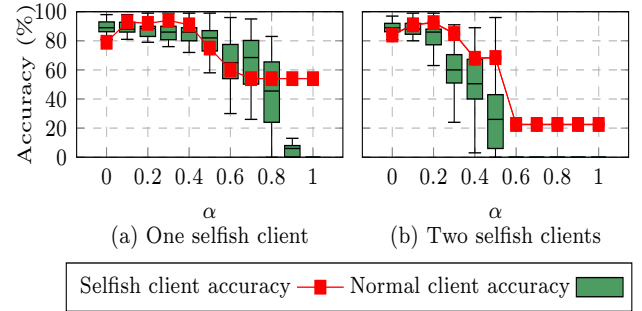 Accuracy (%)
100
80
60
40
20
0
0 0.2 0.4 0.6 0.8 1
0 0.2 0.4 0.6 0.8 1
α
α
(a) One selfish client
(b) Two selfish clients
Selfish client accuracy
Normal client accuracy